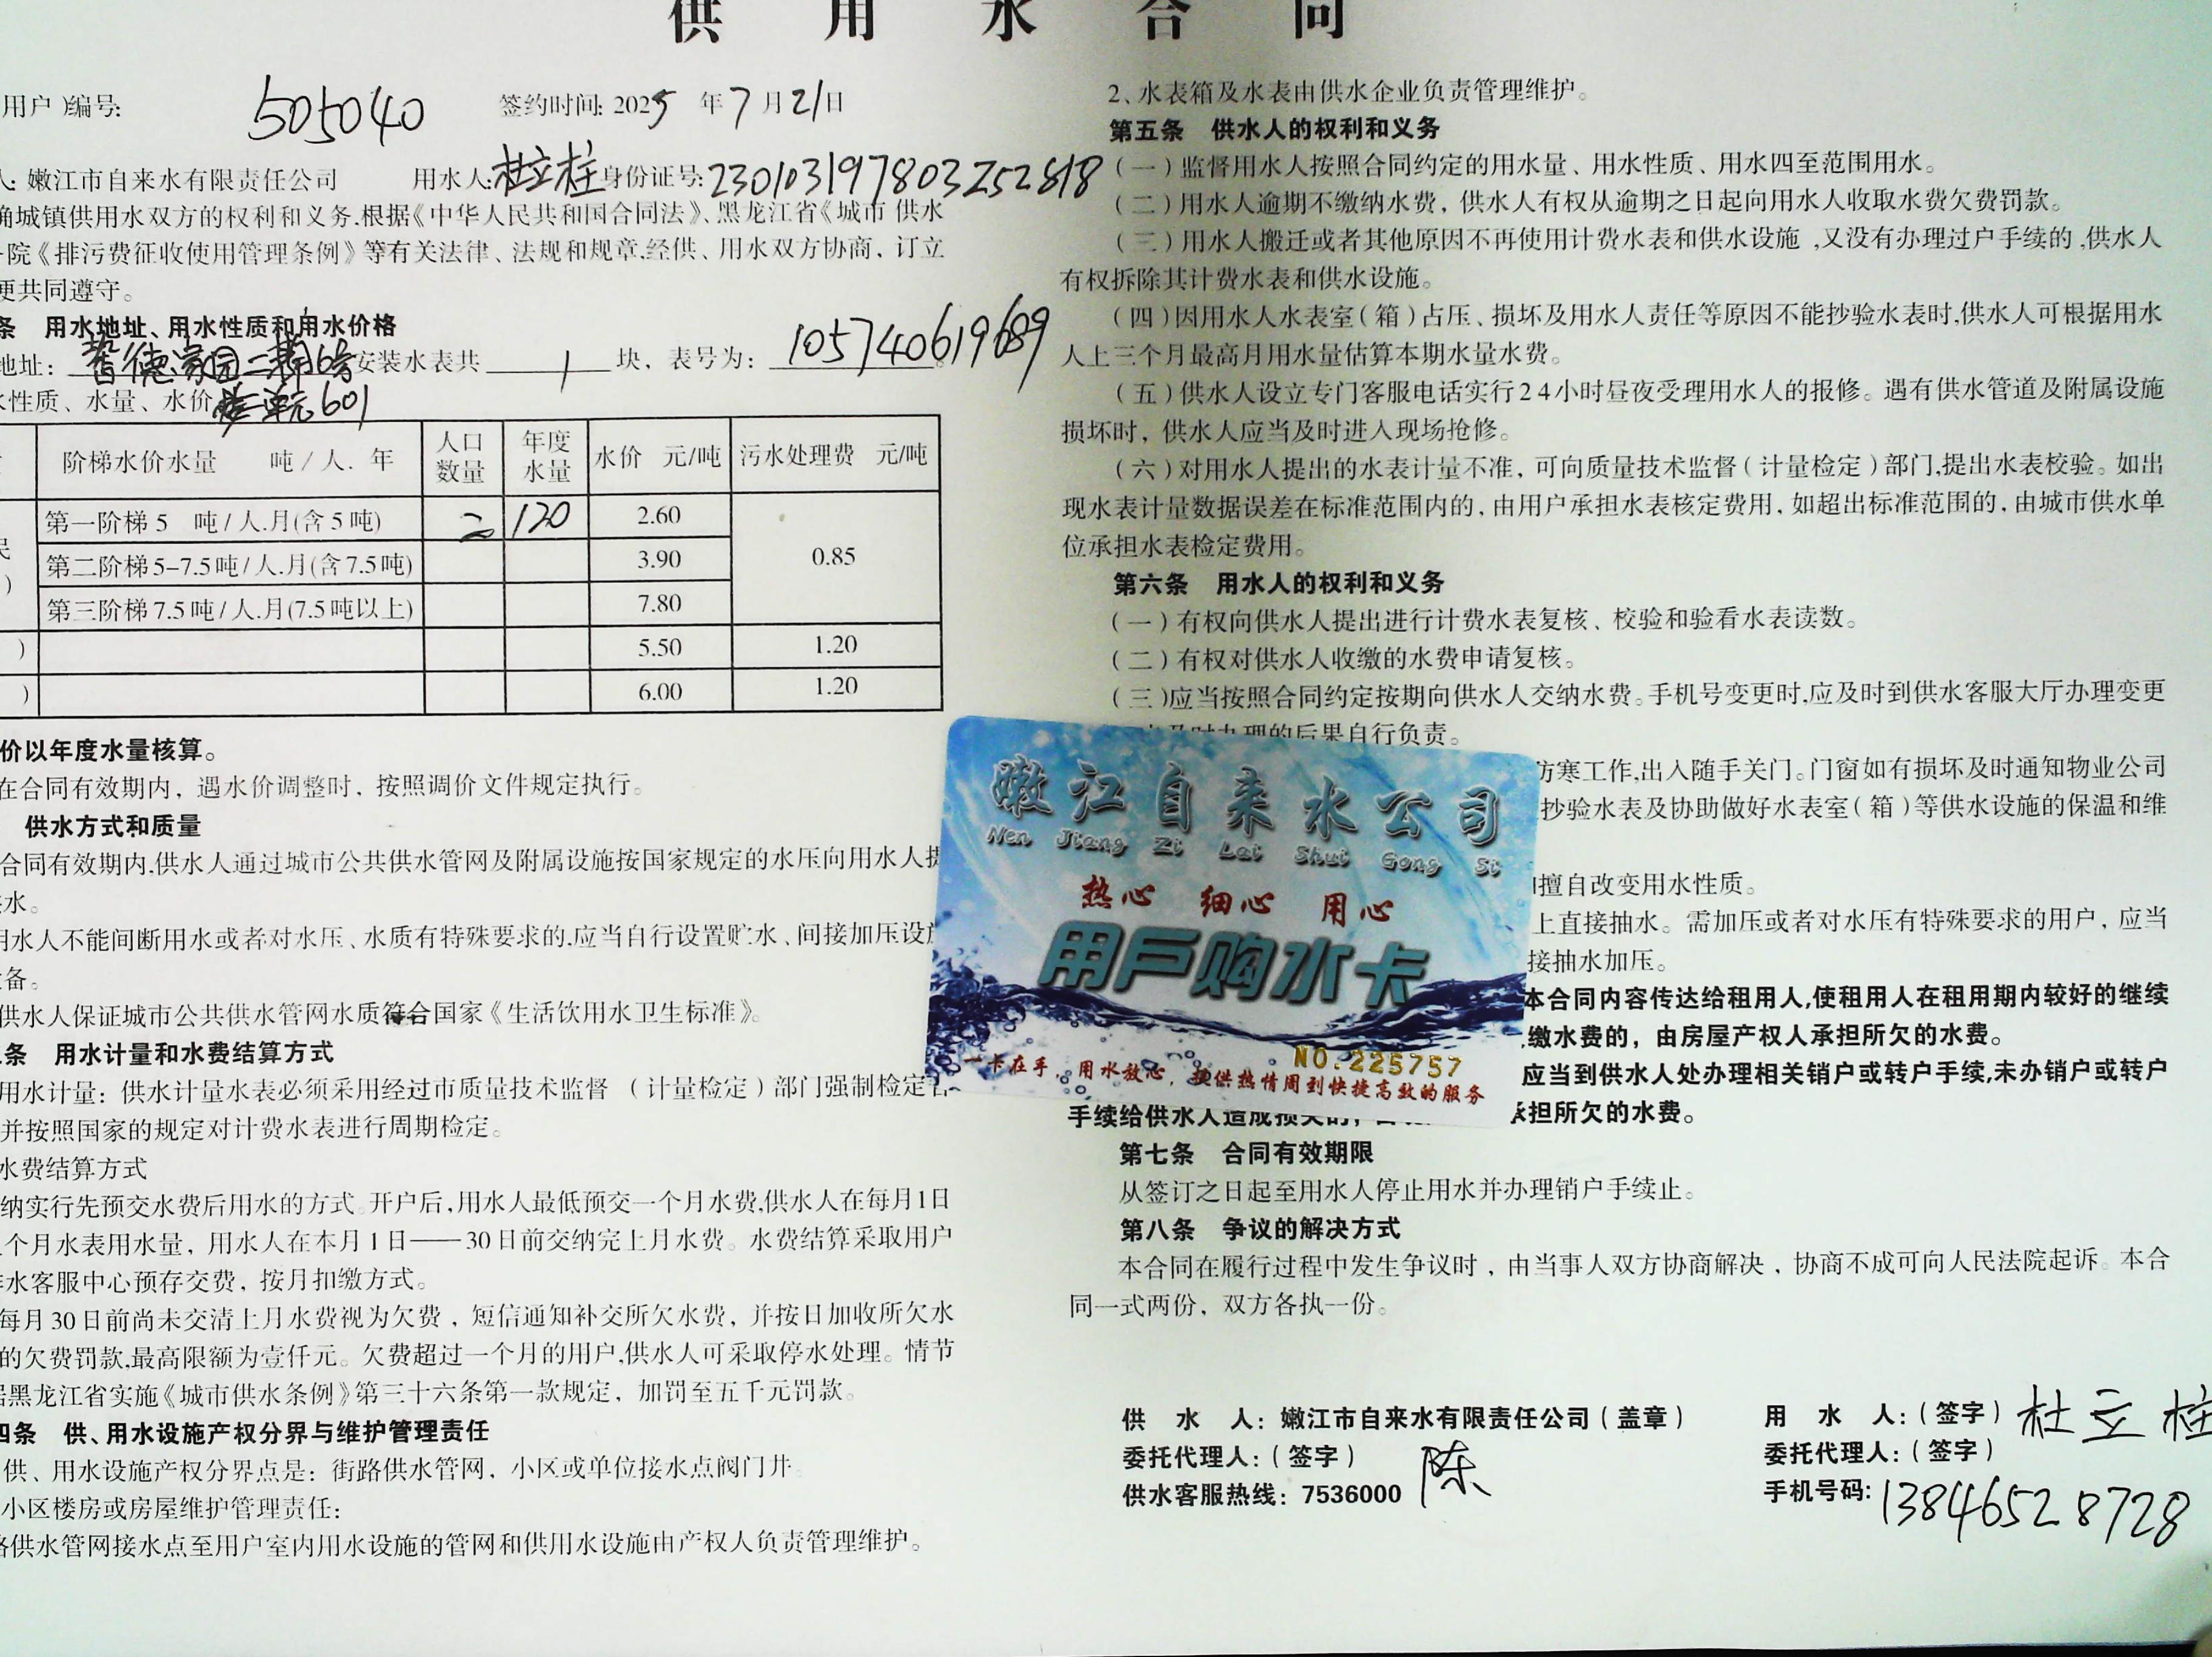 供用水合同
用户)编号: 505040 签约时间: 2025年7月21日
人: 嫩江市自来水有限责任公司 用水人: 杜立柱 身份证号:
确城镇供用水双方的权利和义务,根据《中华人民共和国合同法》、黑龙江省《城市供水
院《排污费征收使用管理条例》等有关法律、法规和规章,经供、用水双方协商, 订立
更共同遵守。
条 用水地址、用水性质和用水价格
地址: 德家园二期6号 安装水表共 1 块, 表号为: 105740619689
性质、水量、水价 单元601
阶梯水价水量 吨/人. 年 人口数量 年度水量 水价 元/吨 污水处理费 元/吨
第一阶梯 5 吨/人.月(含 5 吨) 二 120 2.60
民 第二阶梯 5-7.5吨/人.月(含 7.5吨) 3.90 0.85
) 第三阶梯 7.5吨/人.月(7.5吨以上) 7.80
) 5.50 1.20
) 6.00 1.20
价以年度水量核算。
在合同有效期内, 遇水价调整时, 按照调价文件规定执行。
供水方式和质量
合同有效期内,供水人通过城市公共供水管网及附属设施按国家规定的水压向用水人提
水。
用水人不能间断用水或者对水压、水质有特殊要求的,应当自行设置贮水、间接加压设施
备。
供水人保证城市公共供水管网水质符合国家《生活饮用水卫生标准》。
条 用水计量和水费结算方式
用水计量: 供水计量水表必须采用经过市质量技术监督 (计量检定)部门强制检定
并按照国家的规定对计费水表进行周期检定。
水费结算方式
纳实行先预交水费后用水的方式。开户后,用水人最低预交一个月水费,供水人在每月1日
个月水表用水量, 用水人在本月 1 日——30 日前交纳完上月水费。水费结算采取用户
水客服中心预存交费, 按月扣缴方式。
每月 30 日前尚未交清上月水费视为欠费, 短信通知补交所欠水费, 并按日加收所欠水
的欠费罚款,最高限额为壹仟元。欠费超过一个月的用户,供水人可采取停水处理。情节
黑龙江省实施《城市供水条例》第三十六条第一款规定, 加罚至五千元罚款。
四条 供、用水设施产权分界与维护管理责任
供、用水设施产权分界点是: 街路供水管网, 小区或单位接水点阀门井
小区楼房或房屋维护管理责任:
供水管网接水点至用户室内用水设施的管网和供用水设施由产权人负责管理维护。
2、水表箱及水表由供水企业负责管理维护。
第五条 供水人的权利和义务
(一)监督用水人按照合同约定的用水量、用水性质、用水四至范围用水。
(二)用水人逾期不缴纳水费, 供水人有权从逾期之日起向用水人收取水费欠费罚款。
(三)用水人搬迁或者其他原因不再使用计费水表和供水设施,又没有办理过户手续的,供水人
有权拆除其计费水表和供水设施。
(四)因用水人水表室(箱)占压、损坏及用水人责任等原因不能抄验水表时,供水人可根据用水
人上三个月最高月用水量估算本期水量水费。
(五)供水人设立专门客服电话实行24小时昼夜受理用水人的报修。遇有供水管道及附属设施
损坏时, 供水人应当及时进入现场抢修。
(六)对用水人提出的水表计量不准, 可向质量技术监督(计量检定)部门,提出水表校验。如出
现水表计量数据误差在标准范围内的, 由用户承担水表核定费用, 如超出标准范围的, 由城市供水单
位承担水表检定费用。
第六条 用水人的权利和义务
(一)有权向供水人提出进行计费水表复核、校验和验看水表读数。
(二)有权对供水人收缴的水费申请复核。
(三)应当按照合同约定按期向供水人交纳水费。手机号变更时,应及时到供水客服大厅办理变更
及时办理的后果自行负责。
防寒工作,出入随手关门。门窗如有损坏及时通知物业公司
抄验水表及协助做好水表室(箱)等供水设施的保温和维
擅自改变用水性质。
上直接抽水。需加压或者对水压有特殊要求的用户, 应当
接抽水加压。
本合同内容传达给租用人,使租用人在租用期内较好的继续
缴水费的, 由房屋产权人承担所欠的水费。
应当到供水人处办理相关销户或转户手续,未办销户或转户
手续给供水人造成损失的, 承担所欠的水费。
嫩江自来水公司
Nen Jiang Zi Lai Shui Gong Si
热心 细心 用心
用户购水卡
NO.225757
一卡在手, 用水放心, 提供热情周到快捷高效的服务
第七条 合同有效期限
从签订之日起至用水人停止用水并办理销户手续止。
第八条 争议的解决方式
本合同在履行过程中发生争议时, 由当事人双方协商解决, 协商不成可向人民法院起诉。本合
同一式两份, 双方各执一份。
供 水 人: 嫩江市自来水有限责任公司(盖章) 用 水 人:(签字) 杜立柱
委托代理人:(签字) 陈 委托代理人:(签字)
供水客服热线: 7536000 手机号码: 13846528728